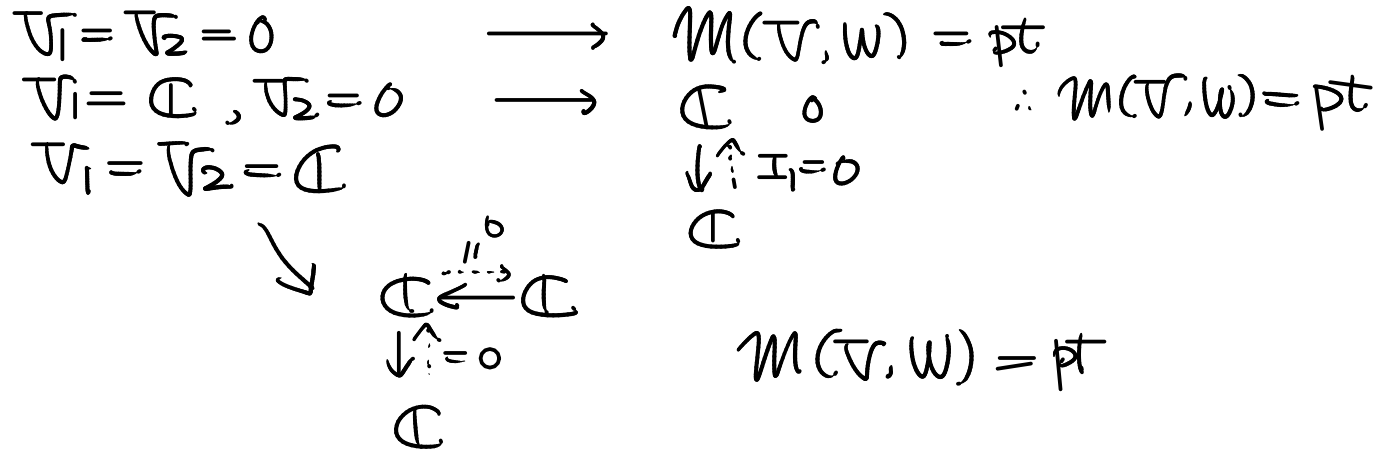 V₁ = V₂ = 0 ⟶ 𝔐(V, W) = pt
V₁ = ℂ , V₂ = 0 ⟶ ℂ 0 ∴ 𝔐(V, W) = pt
↓ ⇡ I₁ = 0
V₁ = V₂ = ℂ
ℂ
↘
= 0
ℂ ⇠⇢ ← ℂ
↓ ⇡ = 0
𝔐(V, W) = pt
ℂ